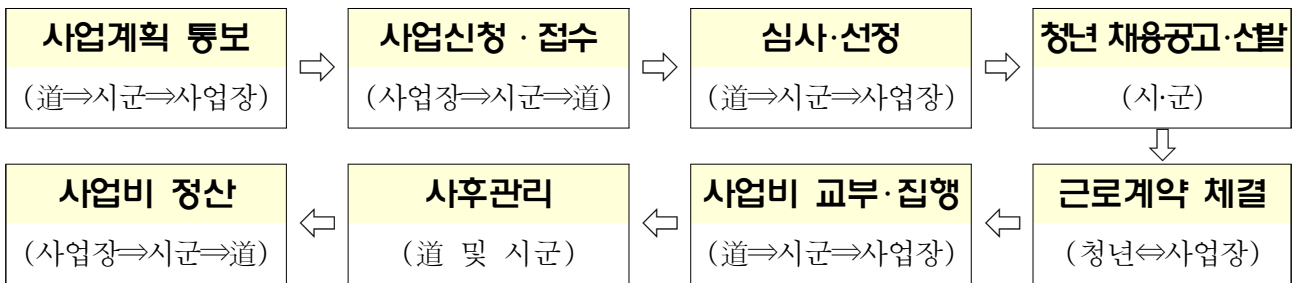 사업계획 통보
(道⇒시군⇒사업장)
⇨
사업신청 · 접수
(사업장⇒시군⇒道)
⇨
심사·선정
(道⇒시군⇒사업장)
⇨
청년 채용공고·선발
(시·군)
⇩
근로계약 체결
(청년⇔사업장)
⇦
사업비 교부·집행
(道⇒시군⇒사업장)
⇦
사후관리
(道 및 시군)
⇦
사업비 정산
(사업장⇒시군⇒道)